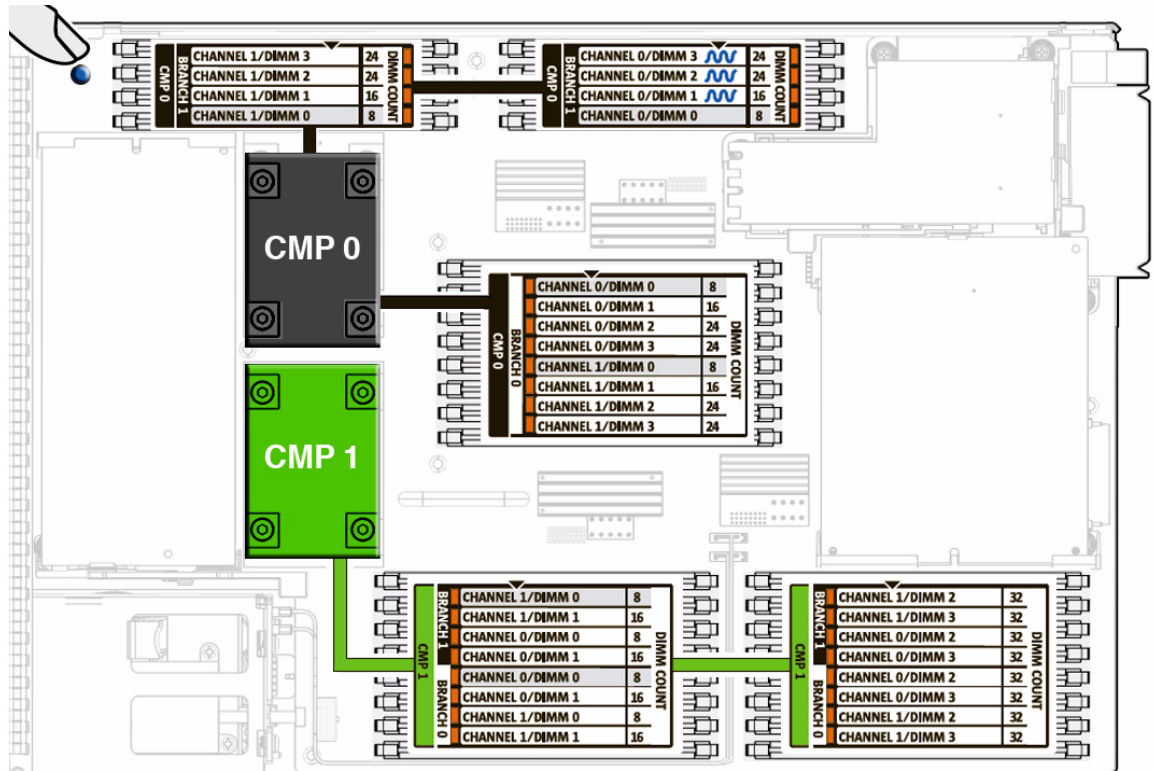 CHANNEL 1/DIMM 3 24
CHANNEL 1/DIMM 2 24
CHANNEL 1/DIMM 1 16
CHANNEL 1/DIMM 0 8
CMP 0
BRANCH 1
DIMM COUNT
CHANNEL 0/DIMM 3 24
CHANNEL 0/DIMM 2 24
CHANNEL 0/DIMM 1 16
CHANNEL 0/DIMM 0 8
CMP 0
BRANCH 1
DIMM COUNT
CMP 0
CHANNEL 0/DIMM 0 8
CHANNEL 0/DIMM 1 16
CHANNEL 0/DIMM 2 24
CHANNEL 0/DIMM 3 24
CHANNEL 1/DIMM 0 8
CHANNEL 1/DIMM 1 16
CHANNEL 1/DIMM 2 24
CHANNEL 1/DIMM 3 24
CMP 0
BRANCH 0
DIMM COUNT
CMP 1
CHANNEL 1/DIMM 0 8
CHANNEL 1/DIMM 1 16
CHANNEL 0/DIMM 0 8
CHANNEL 0/DIMM 1 16
CHANNEL 0/DIMM 0 8
CHANNEL 0/DIMM 1 16
CHANNEL 1/DIMM 0 8
CHANNEL 1/DIMM 1 16
CMP 1
BRANCH 1
BRANCH 0
DIMM COUNT
CHANNEL 1/DIMM 2 32
CHANNEL 1/DIMM 3 32
CHANNEL 0/DIMM 2 32
CHANNEL 0/DIMM 3 32
CHANNEL 0/DIMM 2 32
CHANNEL 0/DIMM 3 32
CHANNEL 1/DIMM 2 32
CHANNEL 1/DIMM 3 32
CMP 1
BRANCH 1
BRANCH 0
DIMM COUNT